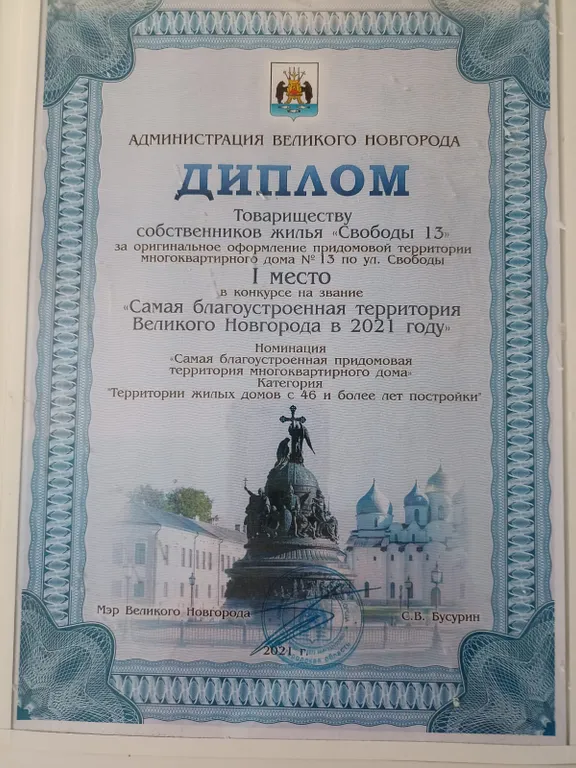 АДМИНИСТРАЦИЯ ВЕЛИКОГО НОВГОРОДА
ДИПЛОМ
Товариществу
собственников жилья «Свободы 13»
за оригинальное оформление придомовой территории
многоквартирного дома № 13 по ул. Свободы
I место
в конкурсе на звание
«Самая благоустроенная территория
Великого Новгорода в 2021 году»
Номинация
«Самая благоустроенная придомовая
территория многоквартирного дома»
Категория
"Территории жилых домов с 46 и более лет постройки"
Мэр Великого Новгорода
С.В. Бусурин
2021 г.